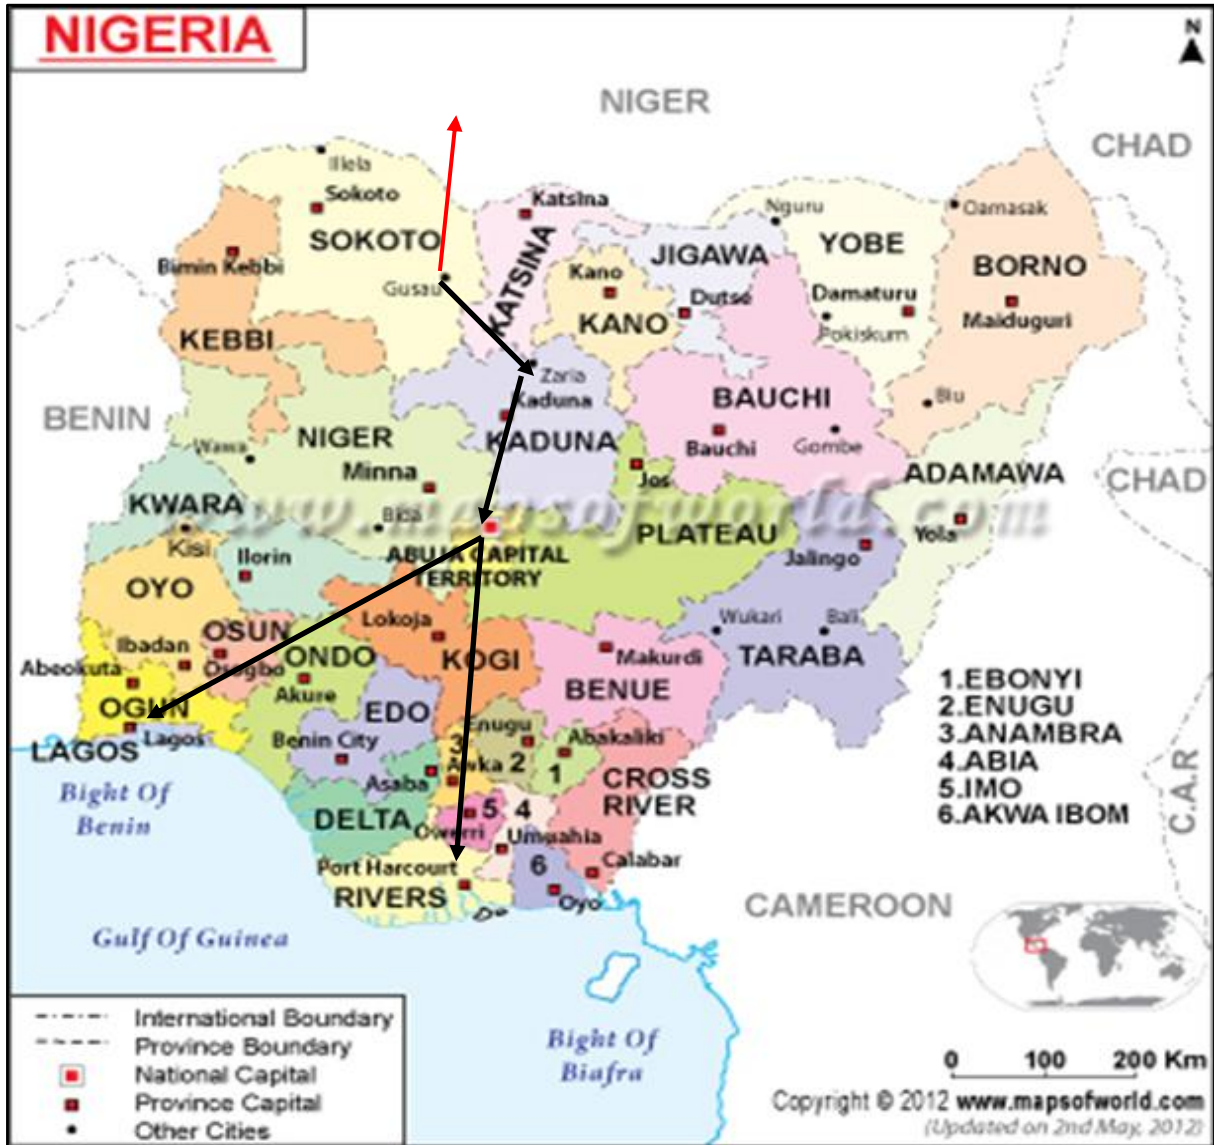 NIGERIA
N
NIGER
CHAD
Illela
Sokoto
SOKOTO
Katsina
KATSINA
Nguru
Damasak
JIGAWA
YOBE
BORNO
Bimin Kebbi
Gusau
Kano
KANO
Dutse
Damaturu
Pokiskum
Maiduguri
KEBBI
Zaria
Kaduna
KADUNA
BAUCHI
Bauchi
Gombe
Biu
BENIN
NIGER
Wawa
Minna
ADAMAWA
CHAD
KWARA
Jos
www.mapsofworld.com
Bida
Kisi
Ilorin
ABUJA CAPITAL
TERRITORY
PLATEAU
Jalingo
Yola
OYO
Lokoja
Wukari
Bali
Ibadan
OSUN
Osogbo
ONDO
KOGI
Makurdi
TARABA
Abeokuta
Akure
BENUE
OGUN
EDO
LAGOS
Lagos
Benin City
Enugu
3
2
Abakaliki
1
Awka
Asaba
CROSS
RIVER
1.EBONYI
2.ENUGU
3.ANAMBRA
4.ABIA
5.IMO
6.AKWA IBOM
C.A.R
Bight Of
Benin
DELTA
5
4
Owerri
Umuahia
Port Harcourt
6
Calabar
RIVERS
Oyo
CAMEROON
Gulf Of Guinea
Bight Of
Biafra
International Boundary
Province Boundary
National Capital
Province Capital
Other Cities
0 100 200 Km
Copyright © 2012 www.mapsofworld.com
(Updated on 2nd May, 2012)